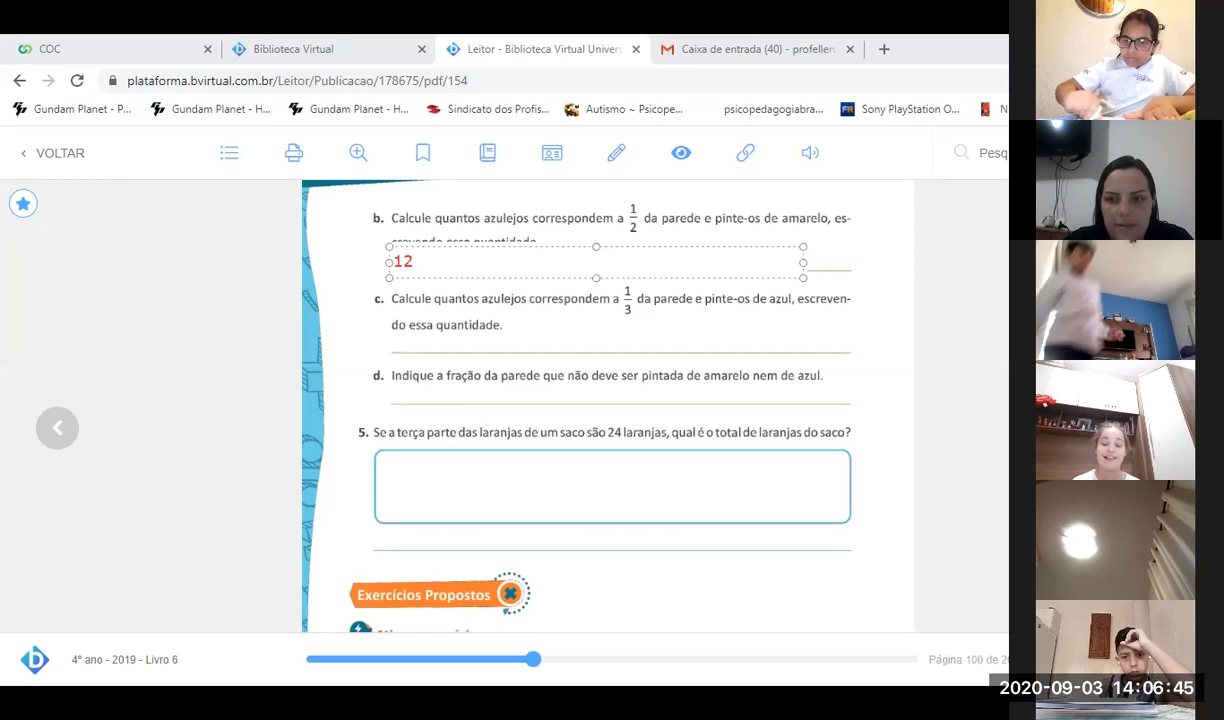 COC
Biblioteca Virtual
Leitor - Biblioteca Virtual Univers
Caixa de entrada (40) - profellen
plataforma.bvirtual.com.br/Leitor/Publicacao/178675/pdf/154
Gundam Planet - P...
Gundam Planet - H...
Gundam Planet - H...
Sindicato dos Profis...
Autismo ~ Psicope...
psicopedagogiabra...
Sony PlayStation O...
N
VOLTAR
Pesq
b. Calcule quantos azulejos correspondem a 1/2 da parede e pinte-os de amarelo, es-
crevendo essa quantidade.
12
c. Calcule quantos azulejos correspondem a 1/3 da parede e pinte-os de azul, escreven-
do essa quantidade.
d. Indique a fração da parede que não deve ser pintada de amarelo nem de azul.
5. Se a terça parte das laranjas de um saco são 24 laranjas, qual é o total de laranjas do saco?
Exercícios Propostos
4º ano - 2019 - Livro 6
Página 100 de 2
2020-09-03 14:06:45